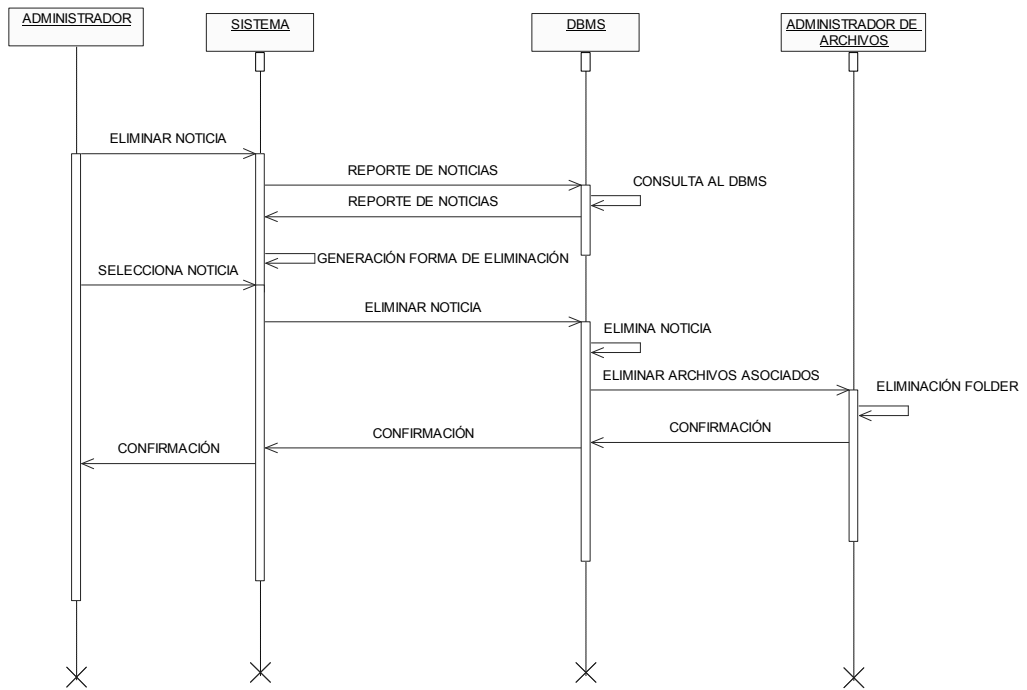 ADMINISTRADOR
SISTEMA
DBMS
ADMINISTRADOR DE
ARCHIVOS
ELIMINAR NOTICIA
REPORTE DE NOTICIAS
CONSULTA AL DBMS
REPORTE DE NOTICIAS
GENERACIÓN FORMA DE ELIMINACIÓN
SELECCIONA NOTICIA
ELIMINAR NOTICIA
ELIMINA NOTICIA
ELIMINAR ARCHIVOS ASOCIADOS
ELIMINACIÓN FOLDER
CONFIRMACIÓN
CONFIRMACIÓN
CONFIRMACIÓN